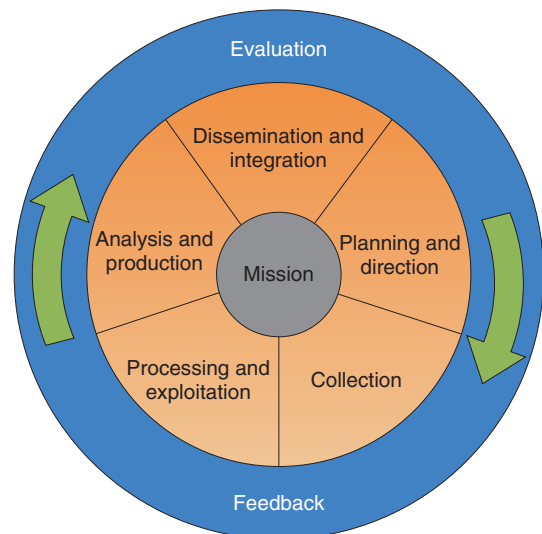 Evaluation
Dissemination and
integration
Analysis and
production
Planning and
direction
Mission
Processing and
exploitation
Collection
Feedback